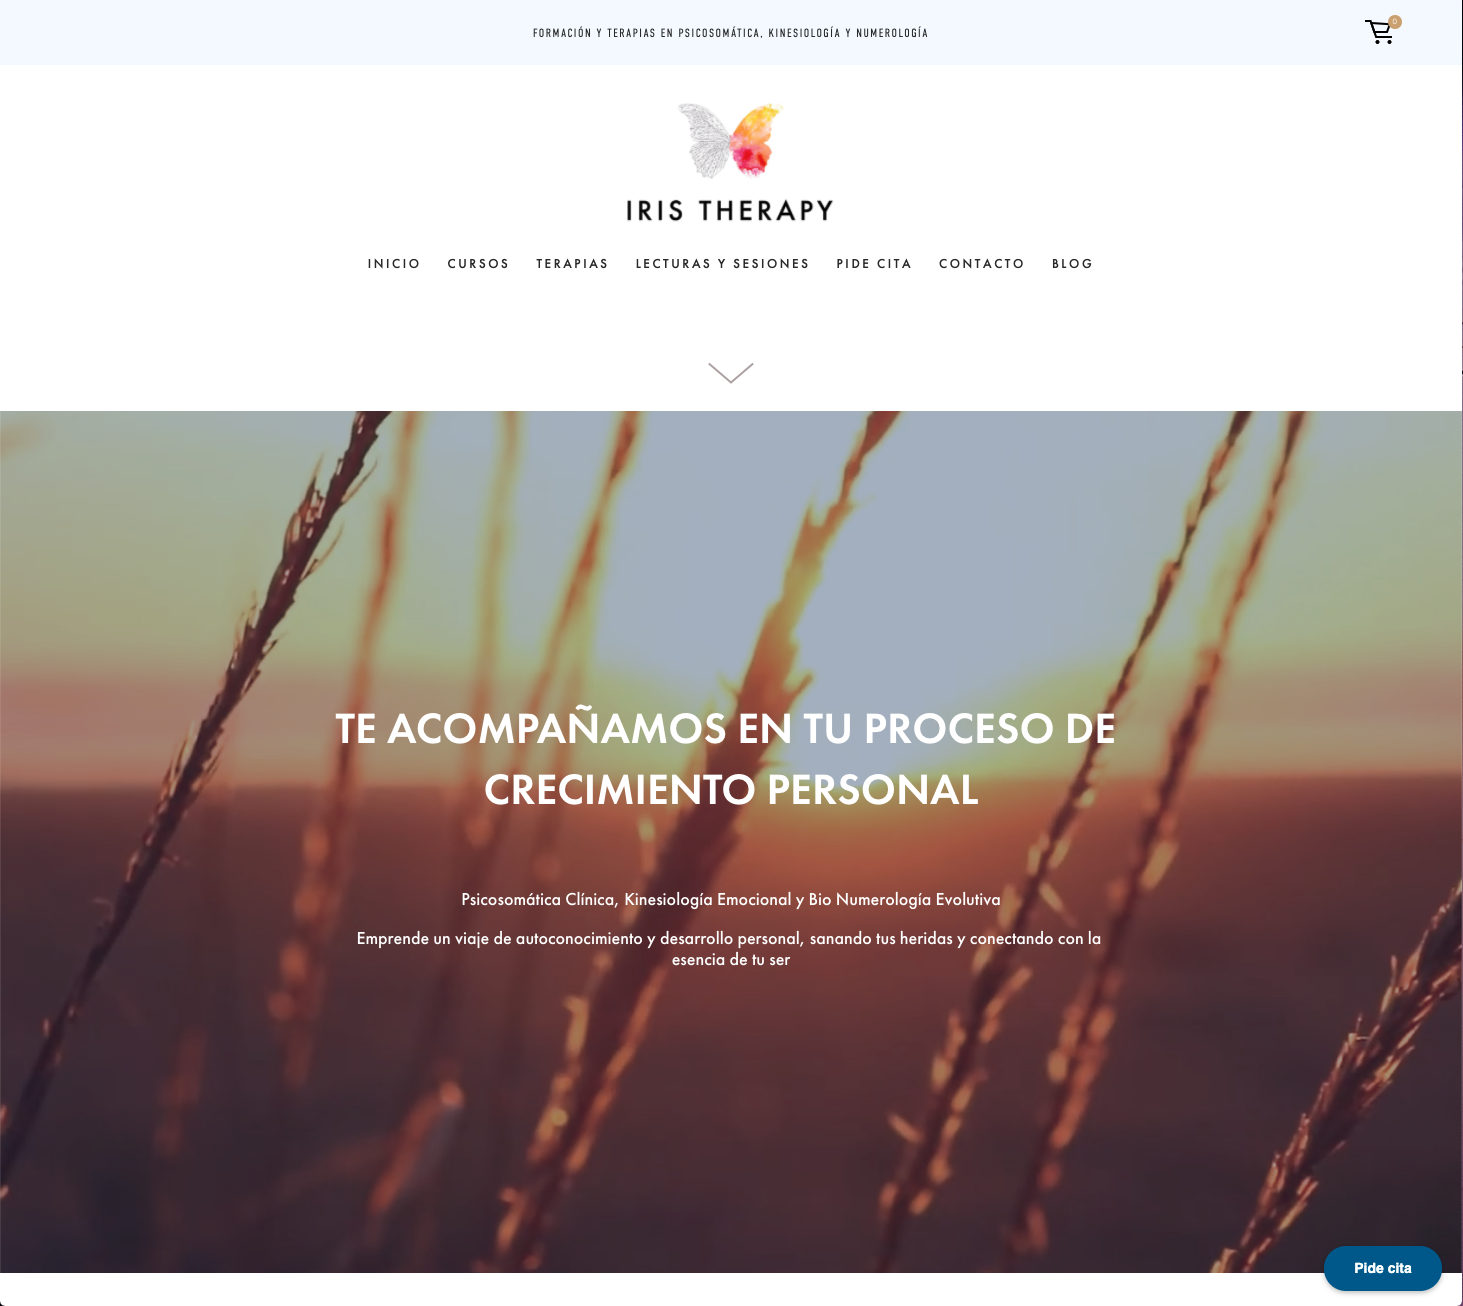 FORMACIÓN Y TERAPIAS EN PSICOSOMÁTICA, KINESIOLOGÍA Y NUMEROLOGÍA
0
IRIS THERAPY
INICIO CURSOS TERAPIAS LECTURAS Y SESIONES PIDE CITA CONTACTO BLOG
TE ACOMPAÑAMOS EN TU PROCESO DE
CRECIMIENTO PERSONAL
Psicosomática Clínica, Kinesiología Emocional y Bio Numerología Evolutiva
Emprende un viaje de autoconocimiento y desarrollo personal, sanando tus heridas y conectando con la
esencia de tu ser
Pide cita